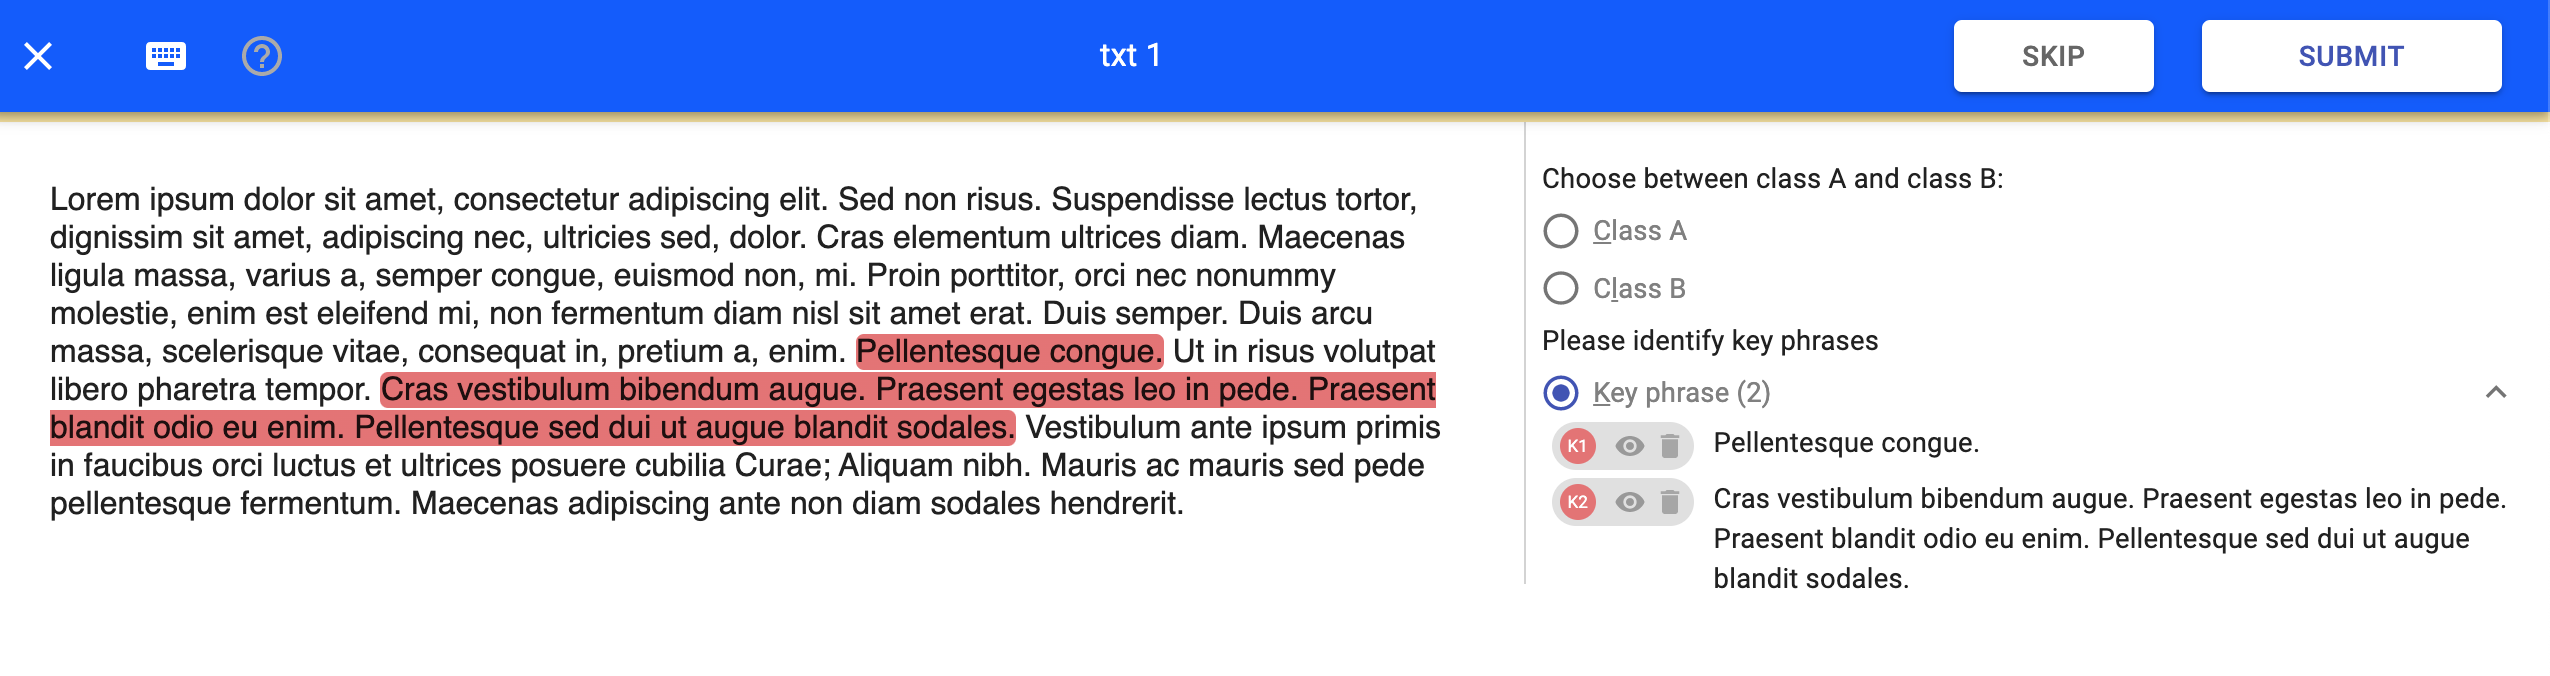 txt 1
SKIP
SUBMIT
Lorem ipsum dolor sit amet, consectetur adipiscing elit. Sed non risus. Suspendisse lectus tortor,
dignissim sit amet, adipiscing nec, ultricies sed, dolor. Cras elementum ultrices diam. Maecenas
ligula massa, varius a, semper congue, euismod non, mi. Proin porttitor, orci nec nonummy
molestie, enim est eleifend mi, non fermentum diam nisl sit amet erat. Duis semper. Duis arcu
massa, scelerisque vitae, consequat in, pretium a, enim. Pellentesque congue. Ut in risus volutpat
libero pharetra tempor. Cras vestibulum bibendum augue. Praesent egestas leo in pede. Praesent
blandit odio eu enim. Pellentesque sed dui ut augue blandit sodales. Vestibulum ante ipsum primis
in faucibus orci luctus et ultrices posuere cubilia Curae; Aliquam nibh. Mauris ac mauris sed pede
pellentesque fermentum. Maecenas adipiscing ante non diam sodales hendrerit.
Choose between class A and class B:
Class A
Class B
Please identify key phrases
Key phrase (2)
K1 Pellentesque congue.
K2 Cras vestibulum bibendum augue. Praesent egestas leo in pede.
Praesent blandit odio eu enim. Pellentesque sed dui ut augue
blandit sodales.